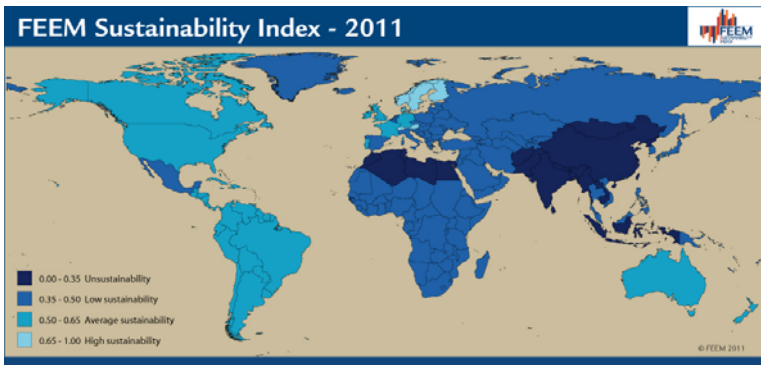 FEEM Sustainability Index - 2011
FEEM
0.00 - 0.35 Unsustainability
0.35 - 0.50 Low sustainability
0.50 - 0.65 Average sustainability
0.65 - 1.00 High sustainability
© FEEM 2011